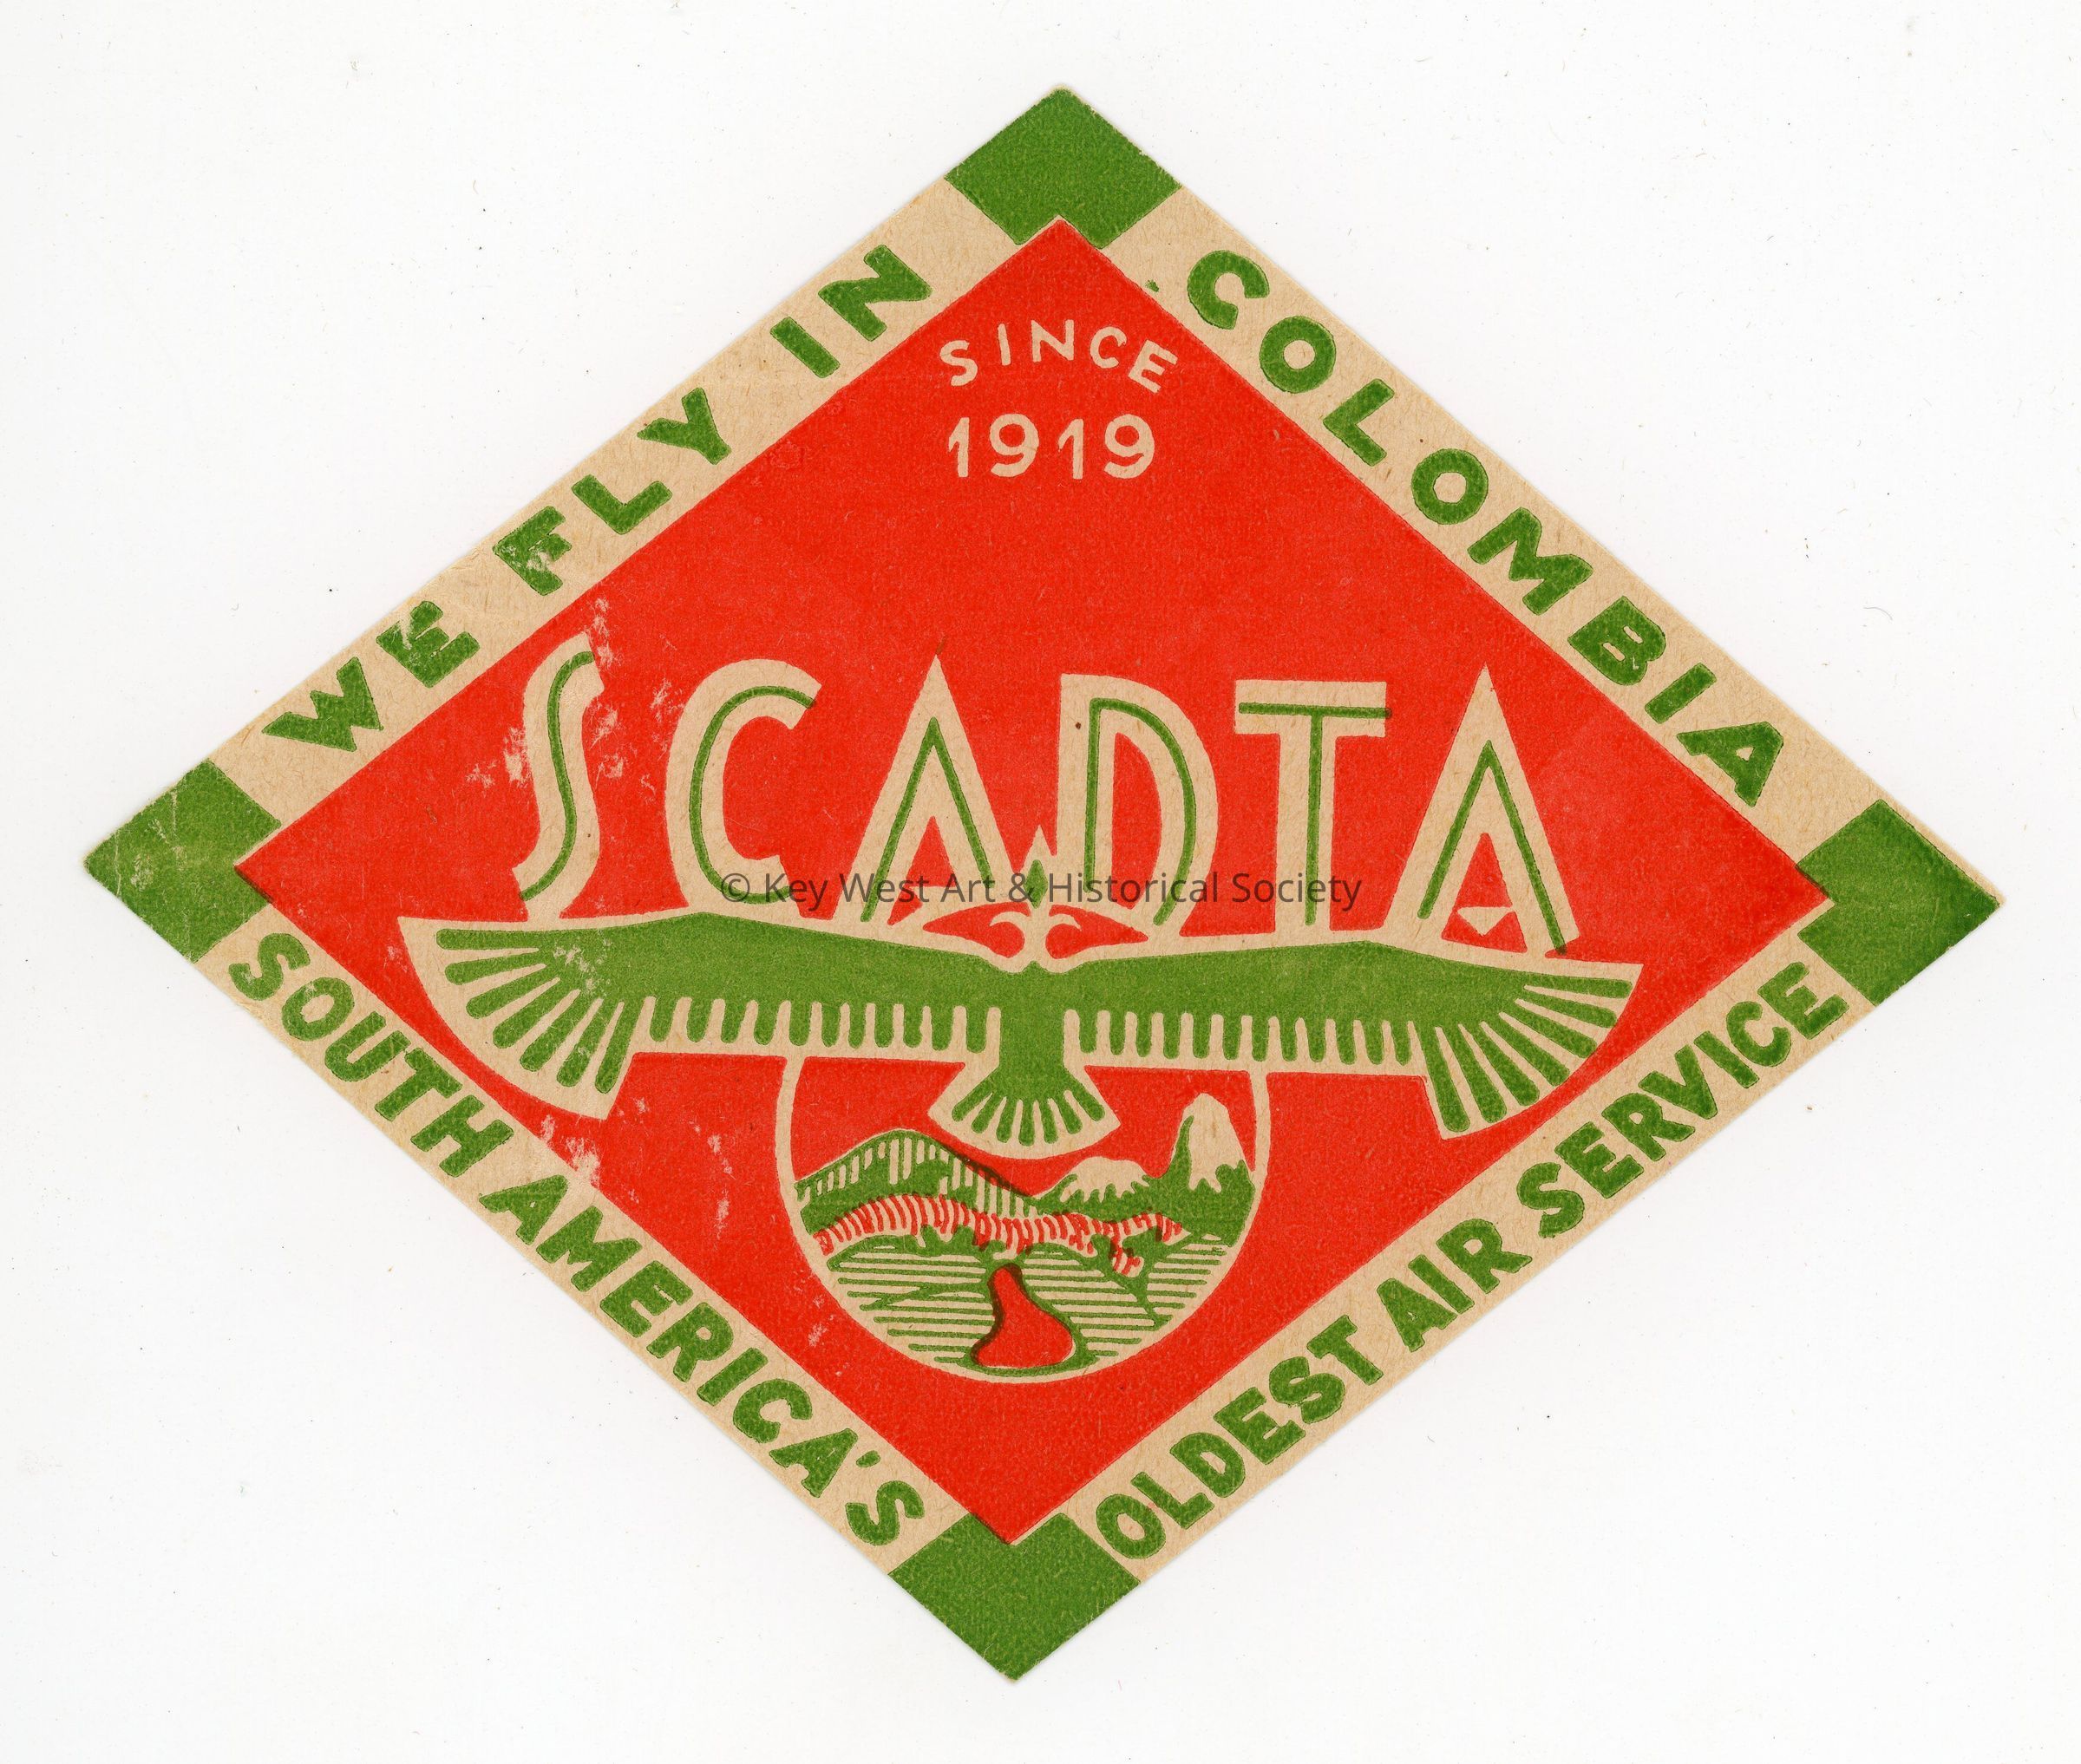 WE FLY IN
COLOMBIA
SINCE
1919
SCADTA
© Key West Art & Historical Society
SOUTH AMERICA'S
OLDEST AIR SERVICE